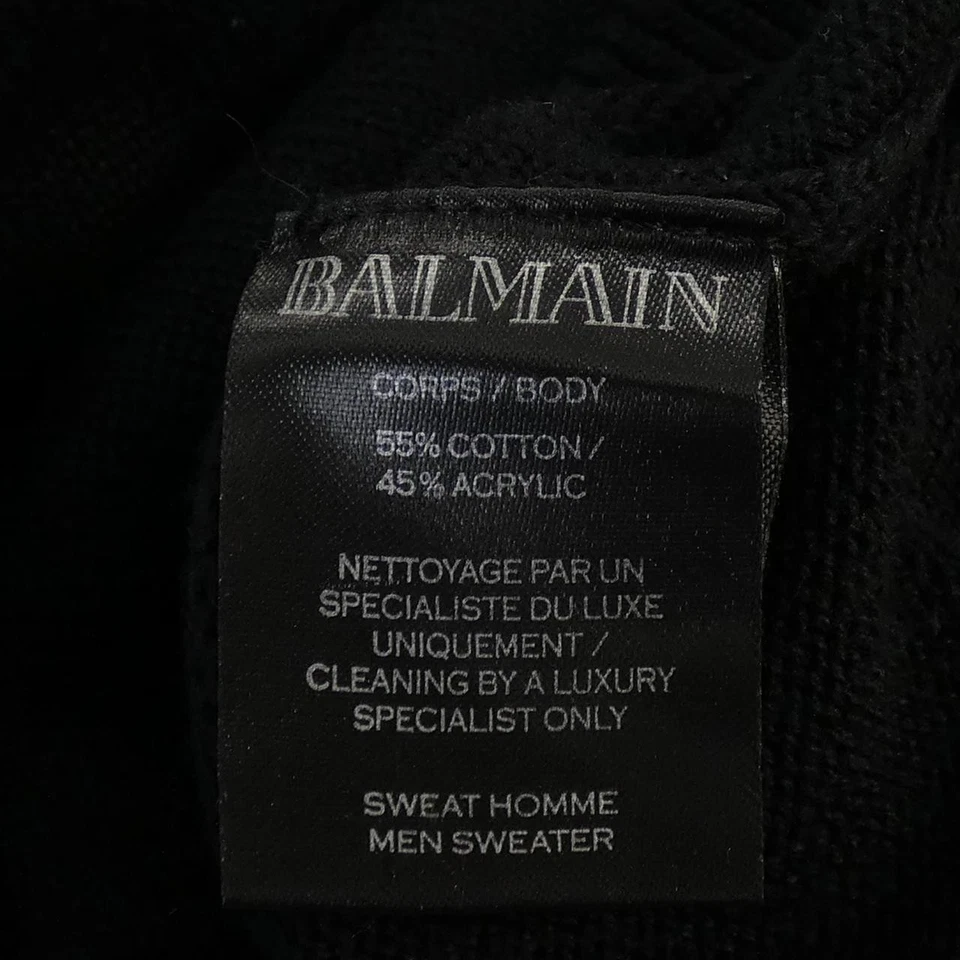 BALMAIN
CORPS / BODY
55% COTTON /
45% ACRYLIC
NETTOYAGE PAR UN
SPECIALISTE DU LUXE
UNIQUEMENT /
CLEANING BY A LUXURY
SPECIALIST ONLY
SWEAT HOMME
MEN SWEATER